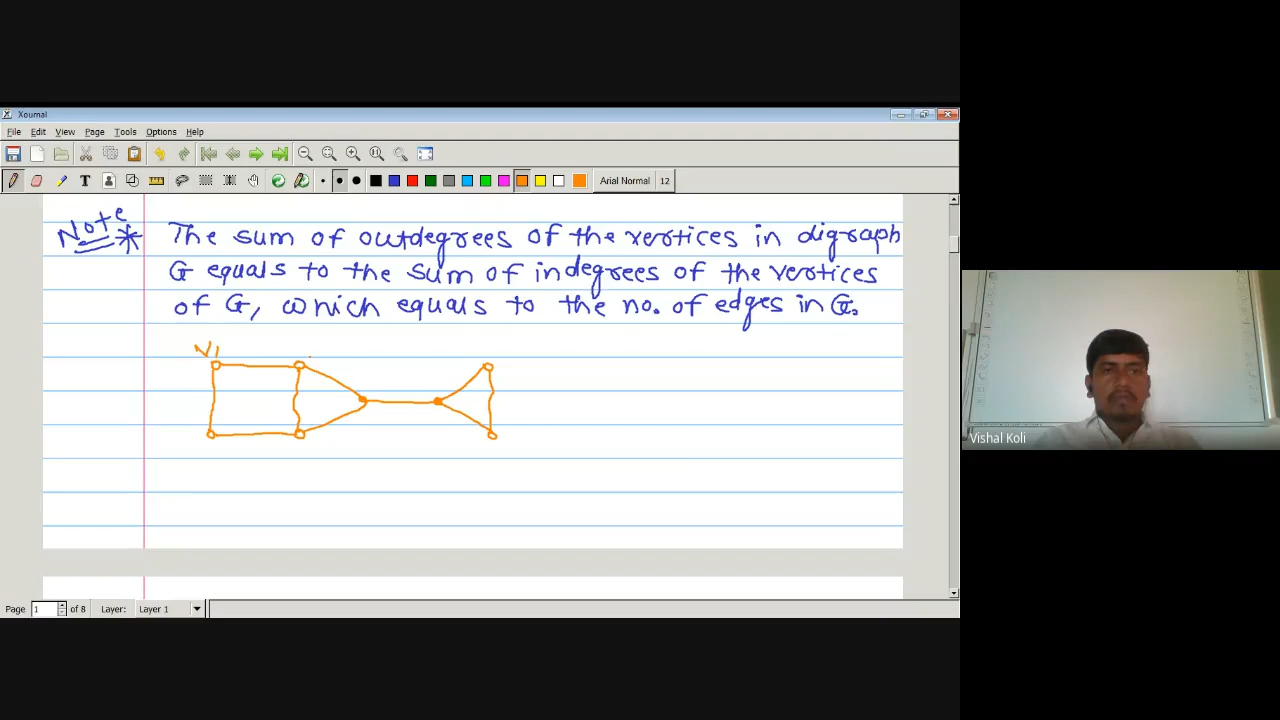 Xournal
File Edit View Page Tools Options Help
Arial Normal 12
Note * The sum of outdegrees of the vertices in digraph
G equals to the sum of indegrees of the vertices
of G, which equals to the no. of edges in G.
V1
Vishal Koli
Page 1 of 8 Layer: Layer 1